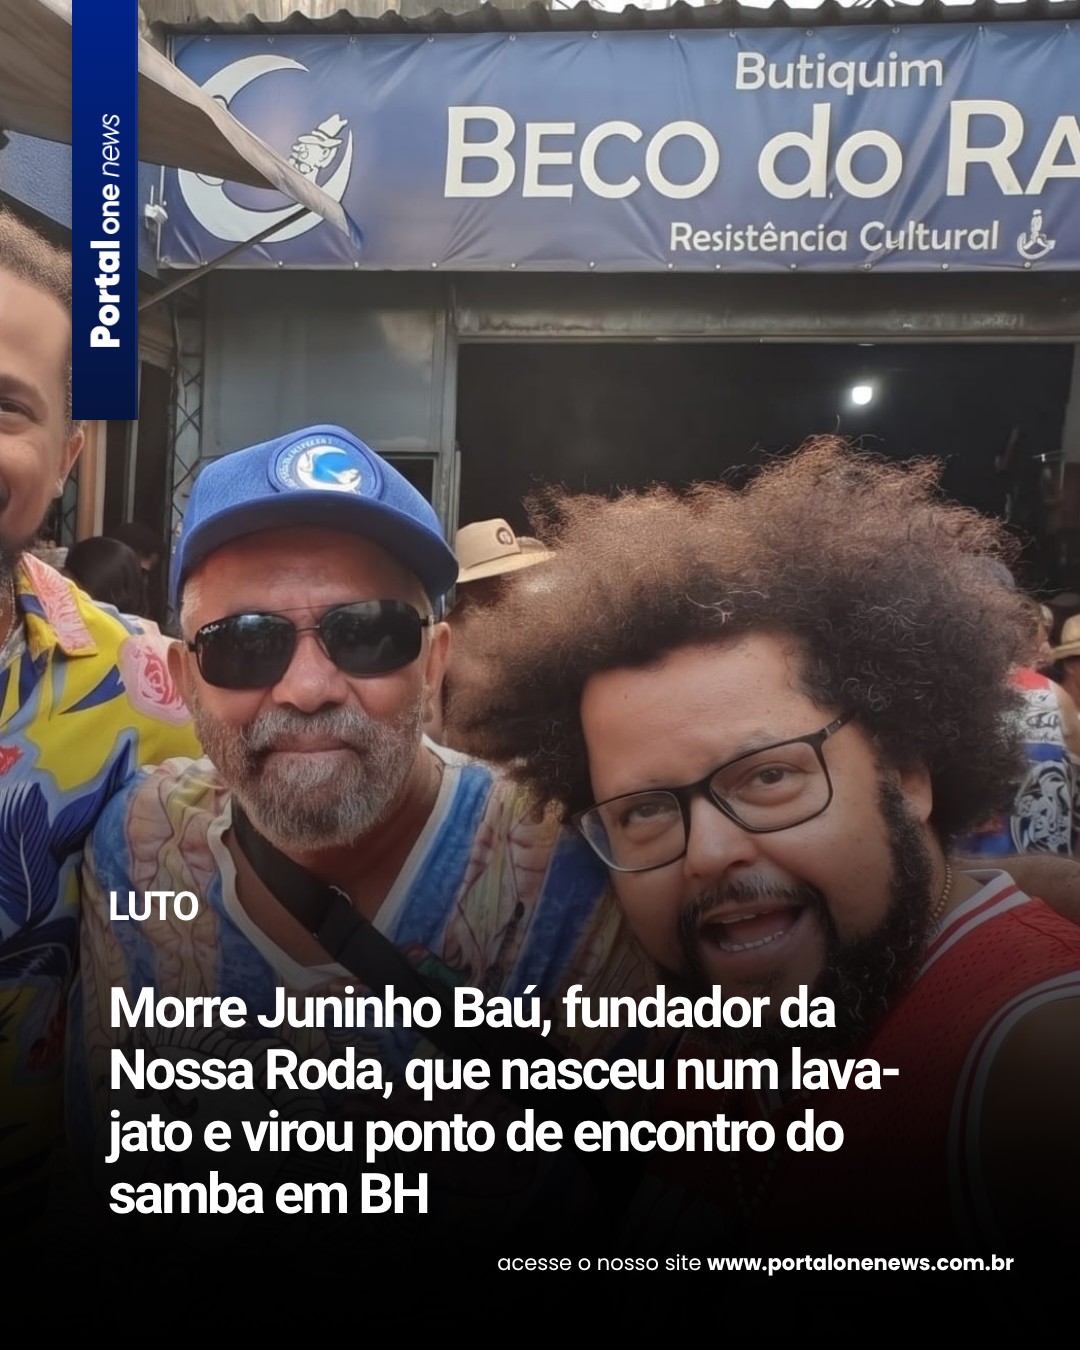 Portal one news
Butiquim
BECO do RA
Resistência Cultural
LUTO
Morre Juninho Baú, fundador da
Nossa Roda, que nasceu num lava-
jato e virou ponto de encontro do
samba em BH
acesse o nosso site www.portalonenews.com.br